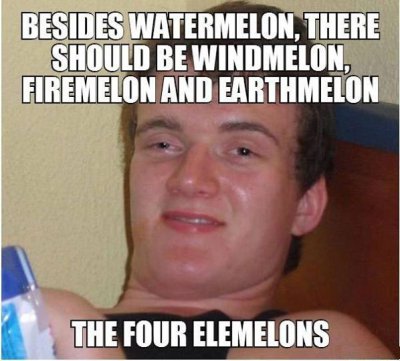 BESIDES WATERMELON, THERE
SHOULD BE WINDMELON,
FIREMELON AND EARTHMELON
THE FOUR ELEMELONS